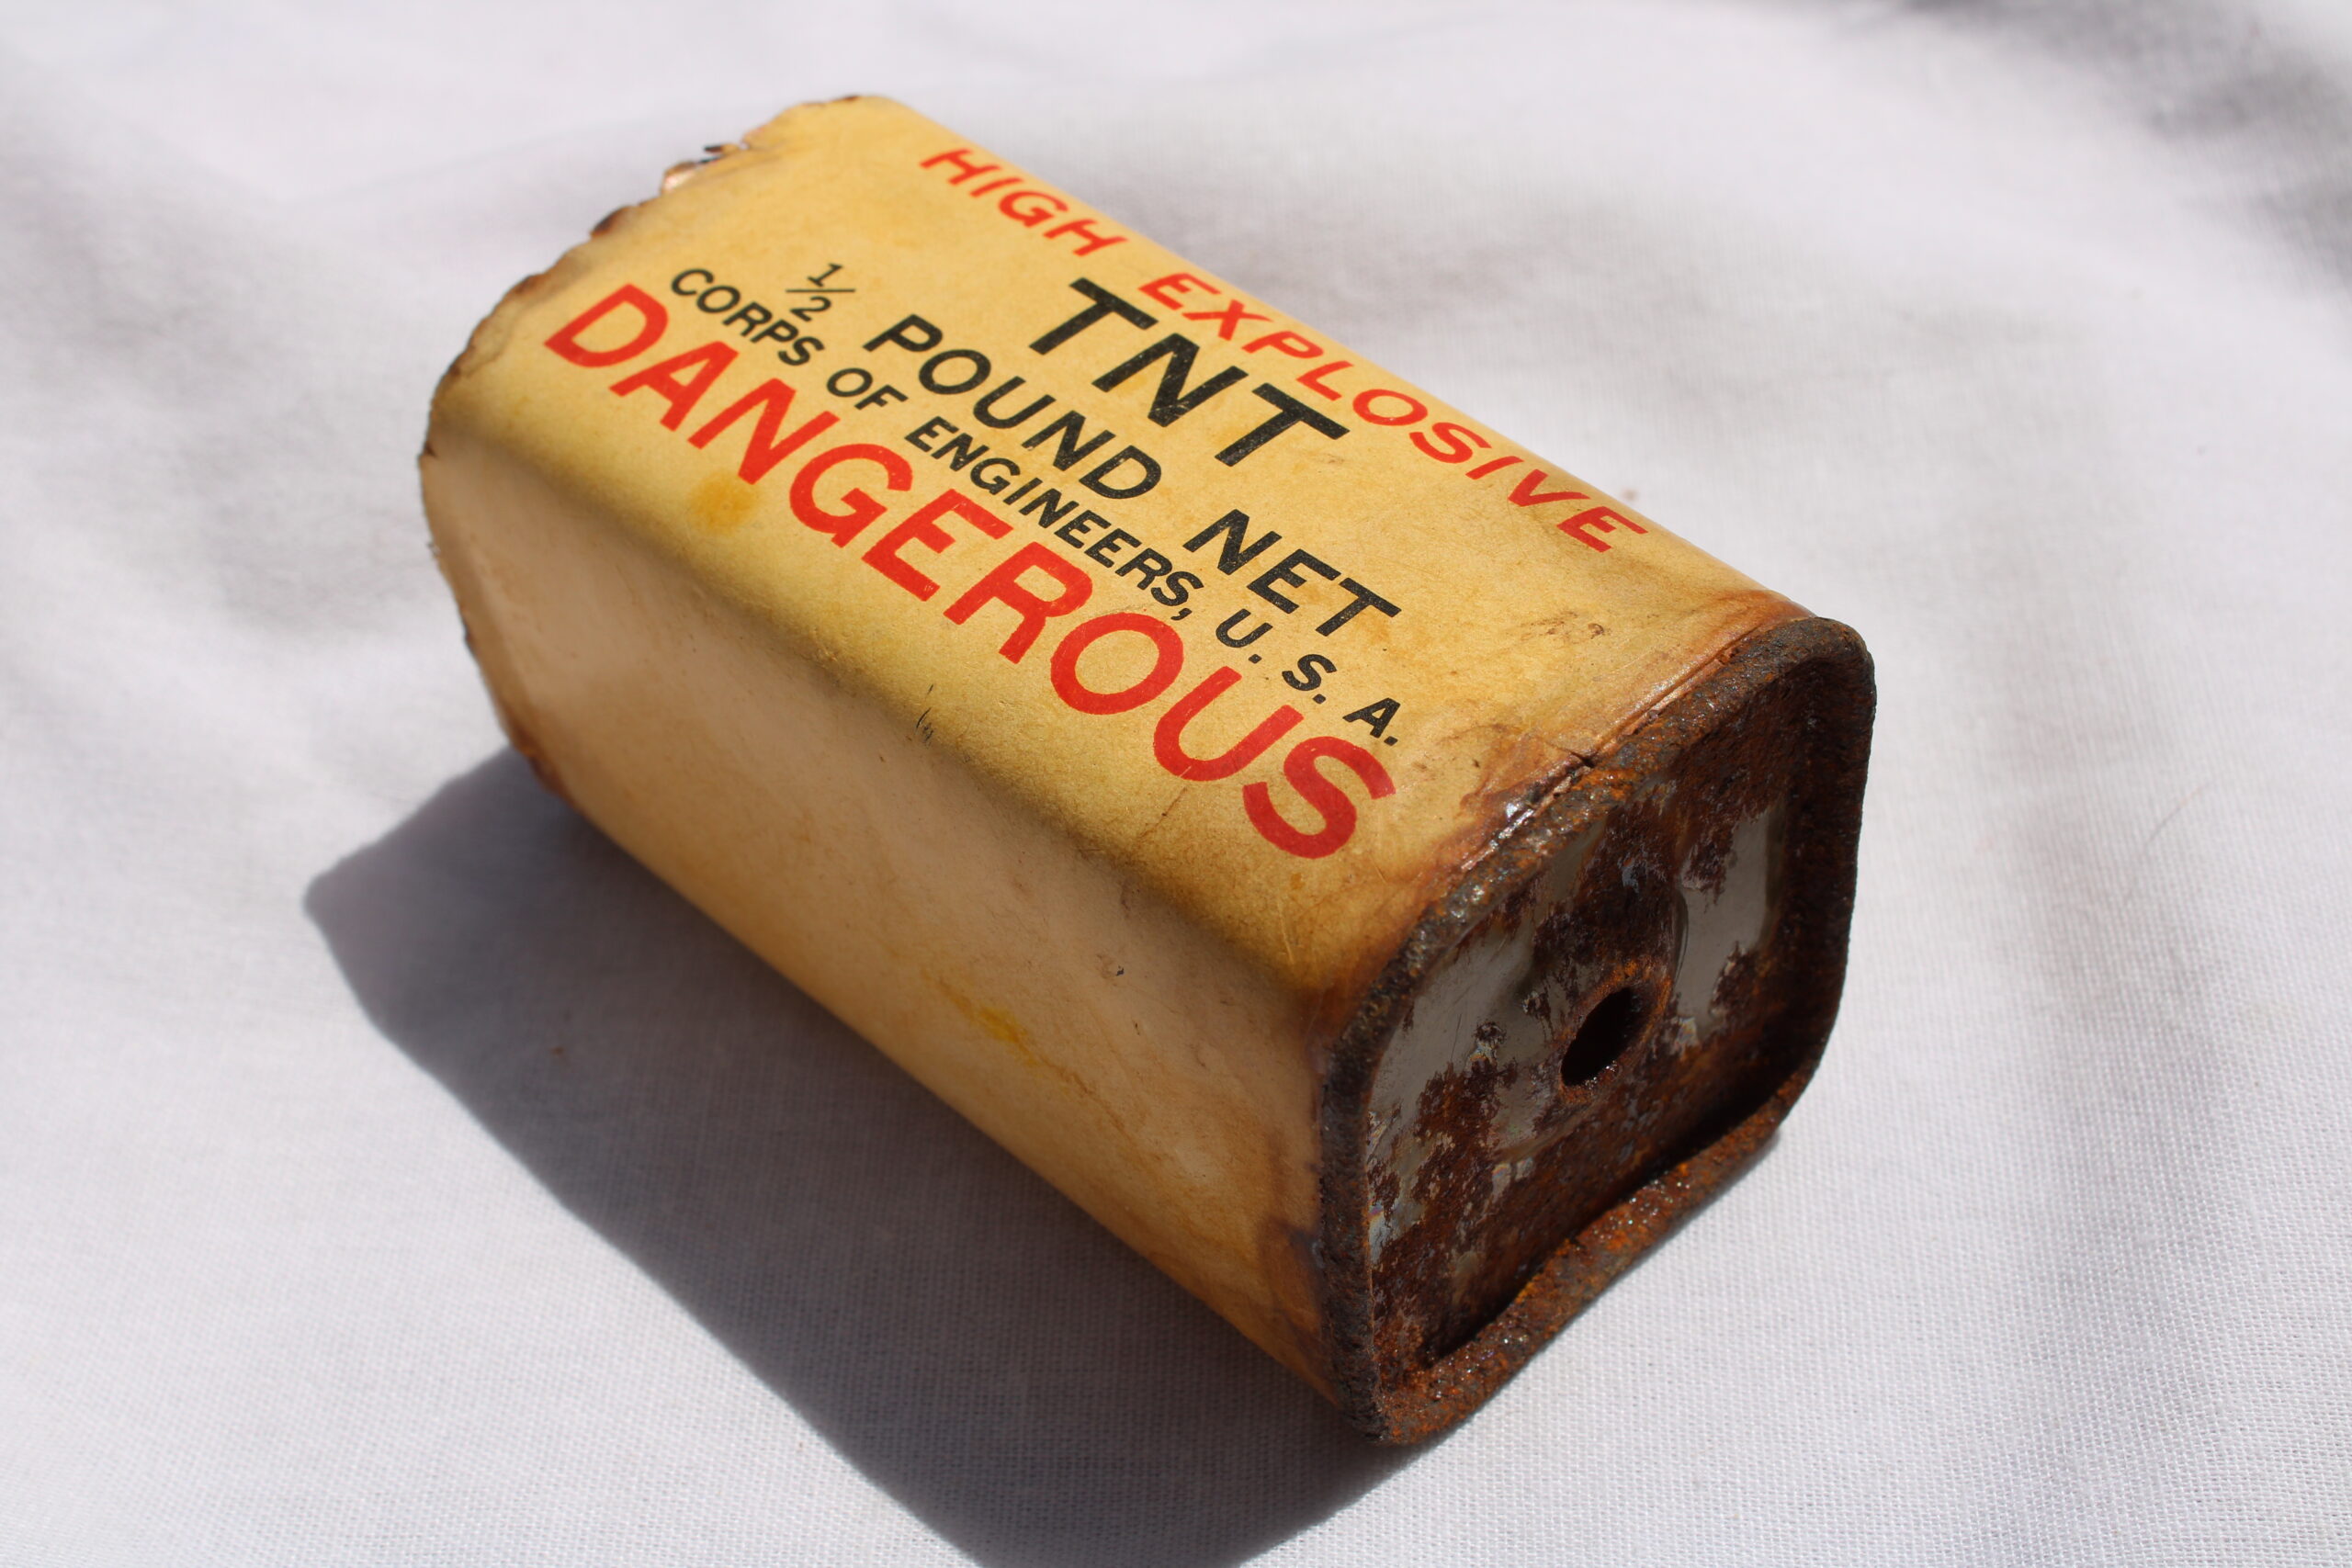 HIGH EXPLOSIVE
TNT
½ POUND NET
CORPS OF ENGINEERS, U. S. A.
DANGEROUS